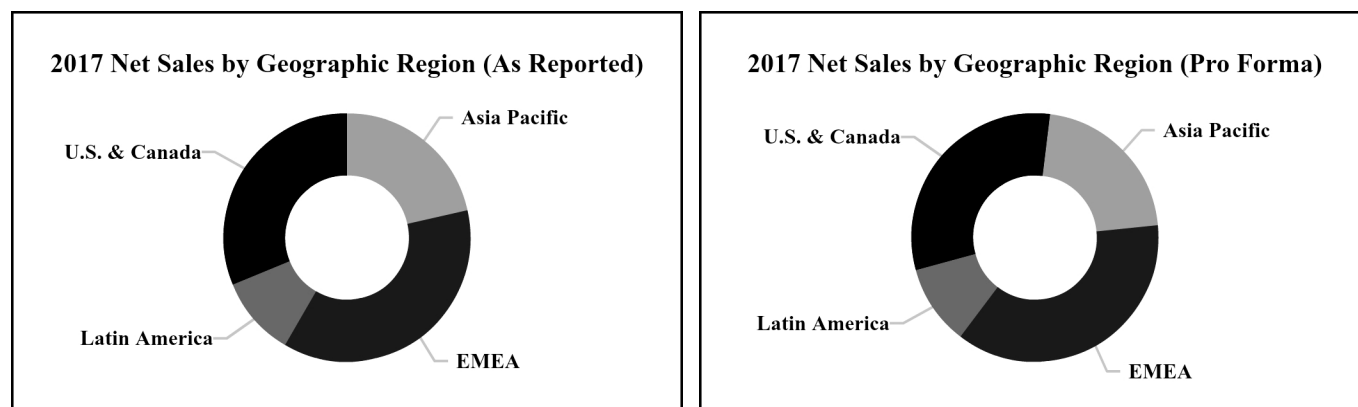 2017 Net Sales by Geographic Region (As Reported)
Asia Pacific
U.S. & Canada
Latin America
EMEA
2017 Net Sales by Geographic Region (Pro Forma)
Asia Pacific
U.S. & Canada
Latin America
EMEA